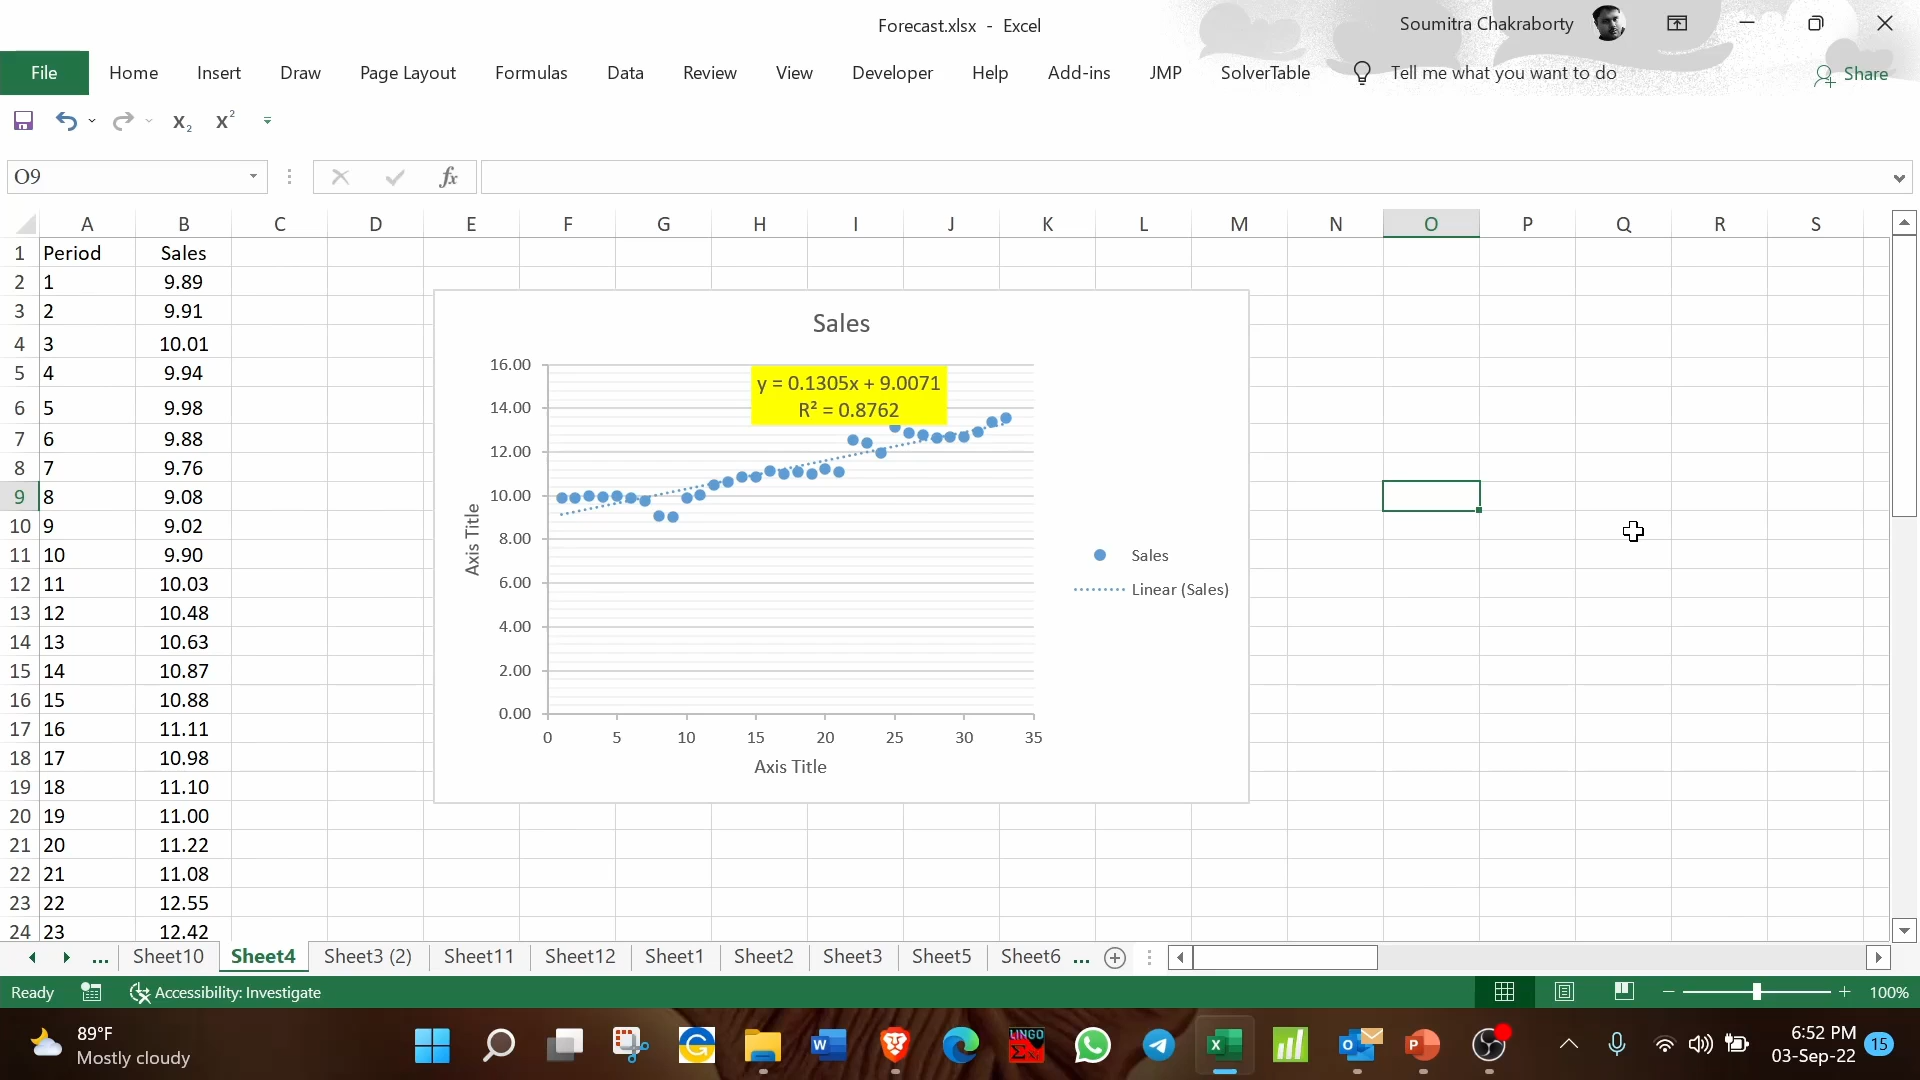 Forecast.xlsx - Excel
Soumitra Chakraborty
File Home Insert Draw Page Layout Formulas Data Review View Developer Help Add-ins JMP SolverTable Tell me what you want to do Share
X₂ X²
O9 fx
A B C D E F G H I J K L M N O P Q R S
1 Period Sales
2 1 9.89
3 2 9.91
4 3 10.01
5 4 9.94
6 5 9.98
7 6 9.88
8 7 9.76
9 8 9.08
10 9 9.02
11 10 9.90
12 11 10.03
13 12 10.48
14 13 10.63
15 14 10.87
16 15 10.88
17 16 11.11
18 17 10.98
19 18 11.10
20 19 11.00
21 20 11.22
22 21 11.08
23 22 12.55
24 23 12.42
Sales
y = 0.1305x + 9.0071
R² = 0.8762
16.00
14.00
12.00
10.00
8.00
6.00
4.00
2.00
0.00
0 5 10 15 20 25 30 35
Axis Title
Axis Title
Sales
Linear (Sales)
... Sheet10 Sheet4 Sheet3 (2) Sheet11 Sheet12 Sheet1 Sheet2 Sheet3 Sheet5 Sheet6 ...
Ready Accessibility: Investigate 100%
89°F
Mostly cloudy
LINGO
6:52 PM
03-Sep-22
15